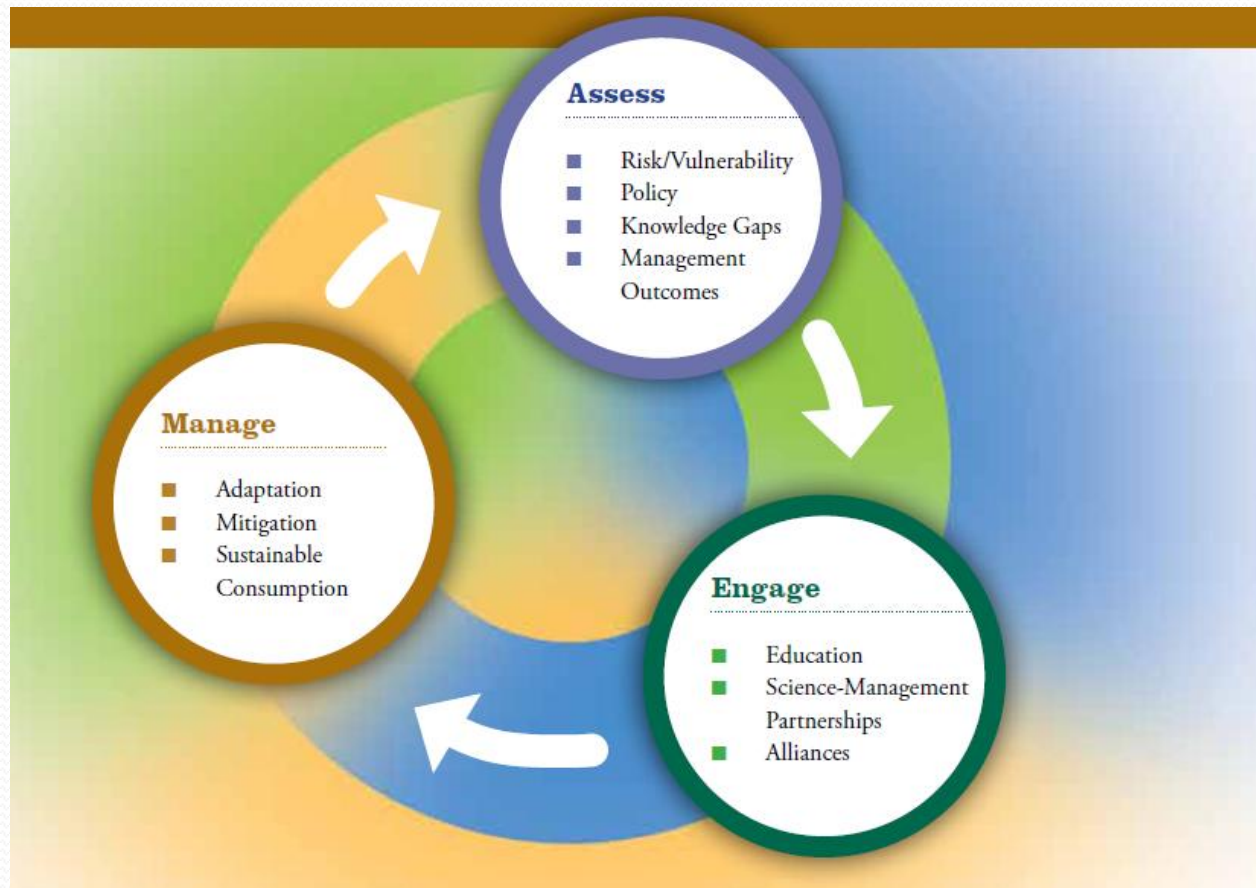 Assess
Risk/Vulnerability
Policy
Knowledge Gaps
Management
Outcomes
Manage
Adaptation
Mitigation
Sustainable
Consumption
Engage
Education
Science-Management
Partnerships
Alliances